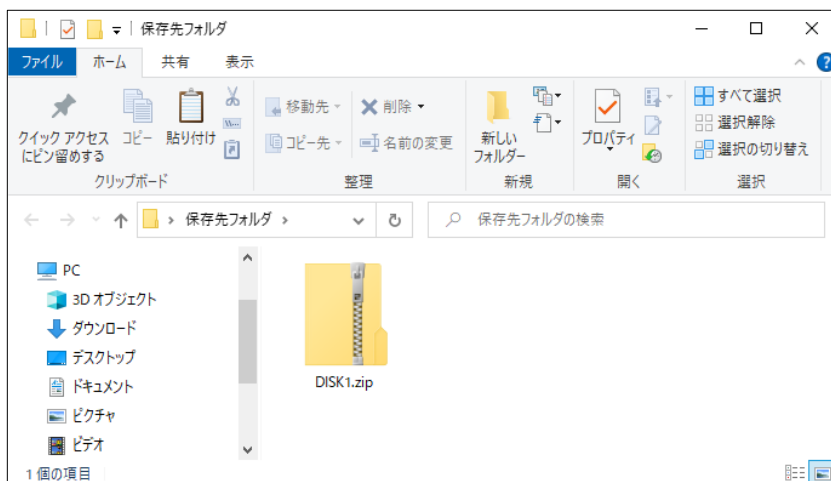 保存先フォルダ
ファイル ホーム 共有 表示
クイック アクセス
にピン留めする
コピー
貼り付け
移動先
コピー先
削除
名前の変更
新しい
フォルダー
プロパティ
すべて選択
選択解除
選択の切り替え
クリップボード 整理 新規 開く 選択
保存先フォルダ
保存先フォルダの検索
PC
3D オブジェクト
ダウンロード
デスクトップ
ドキュメント
ピクチャ
ビデオ
DISK1.zip
1 個の項目